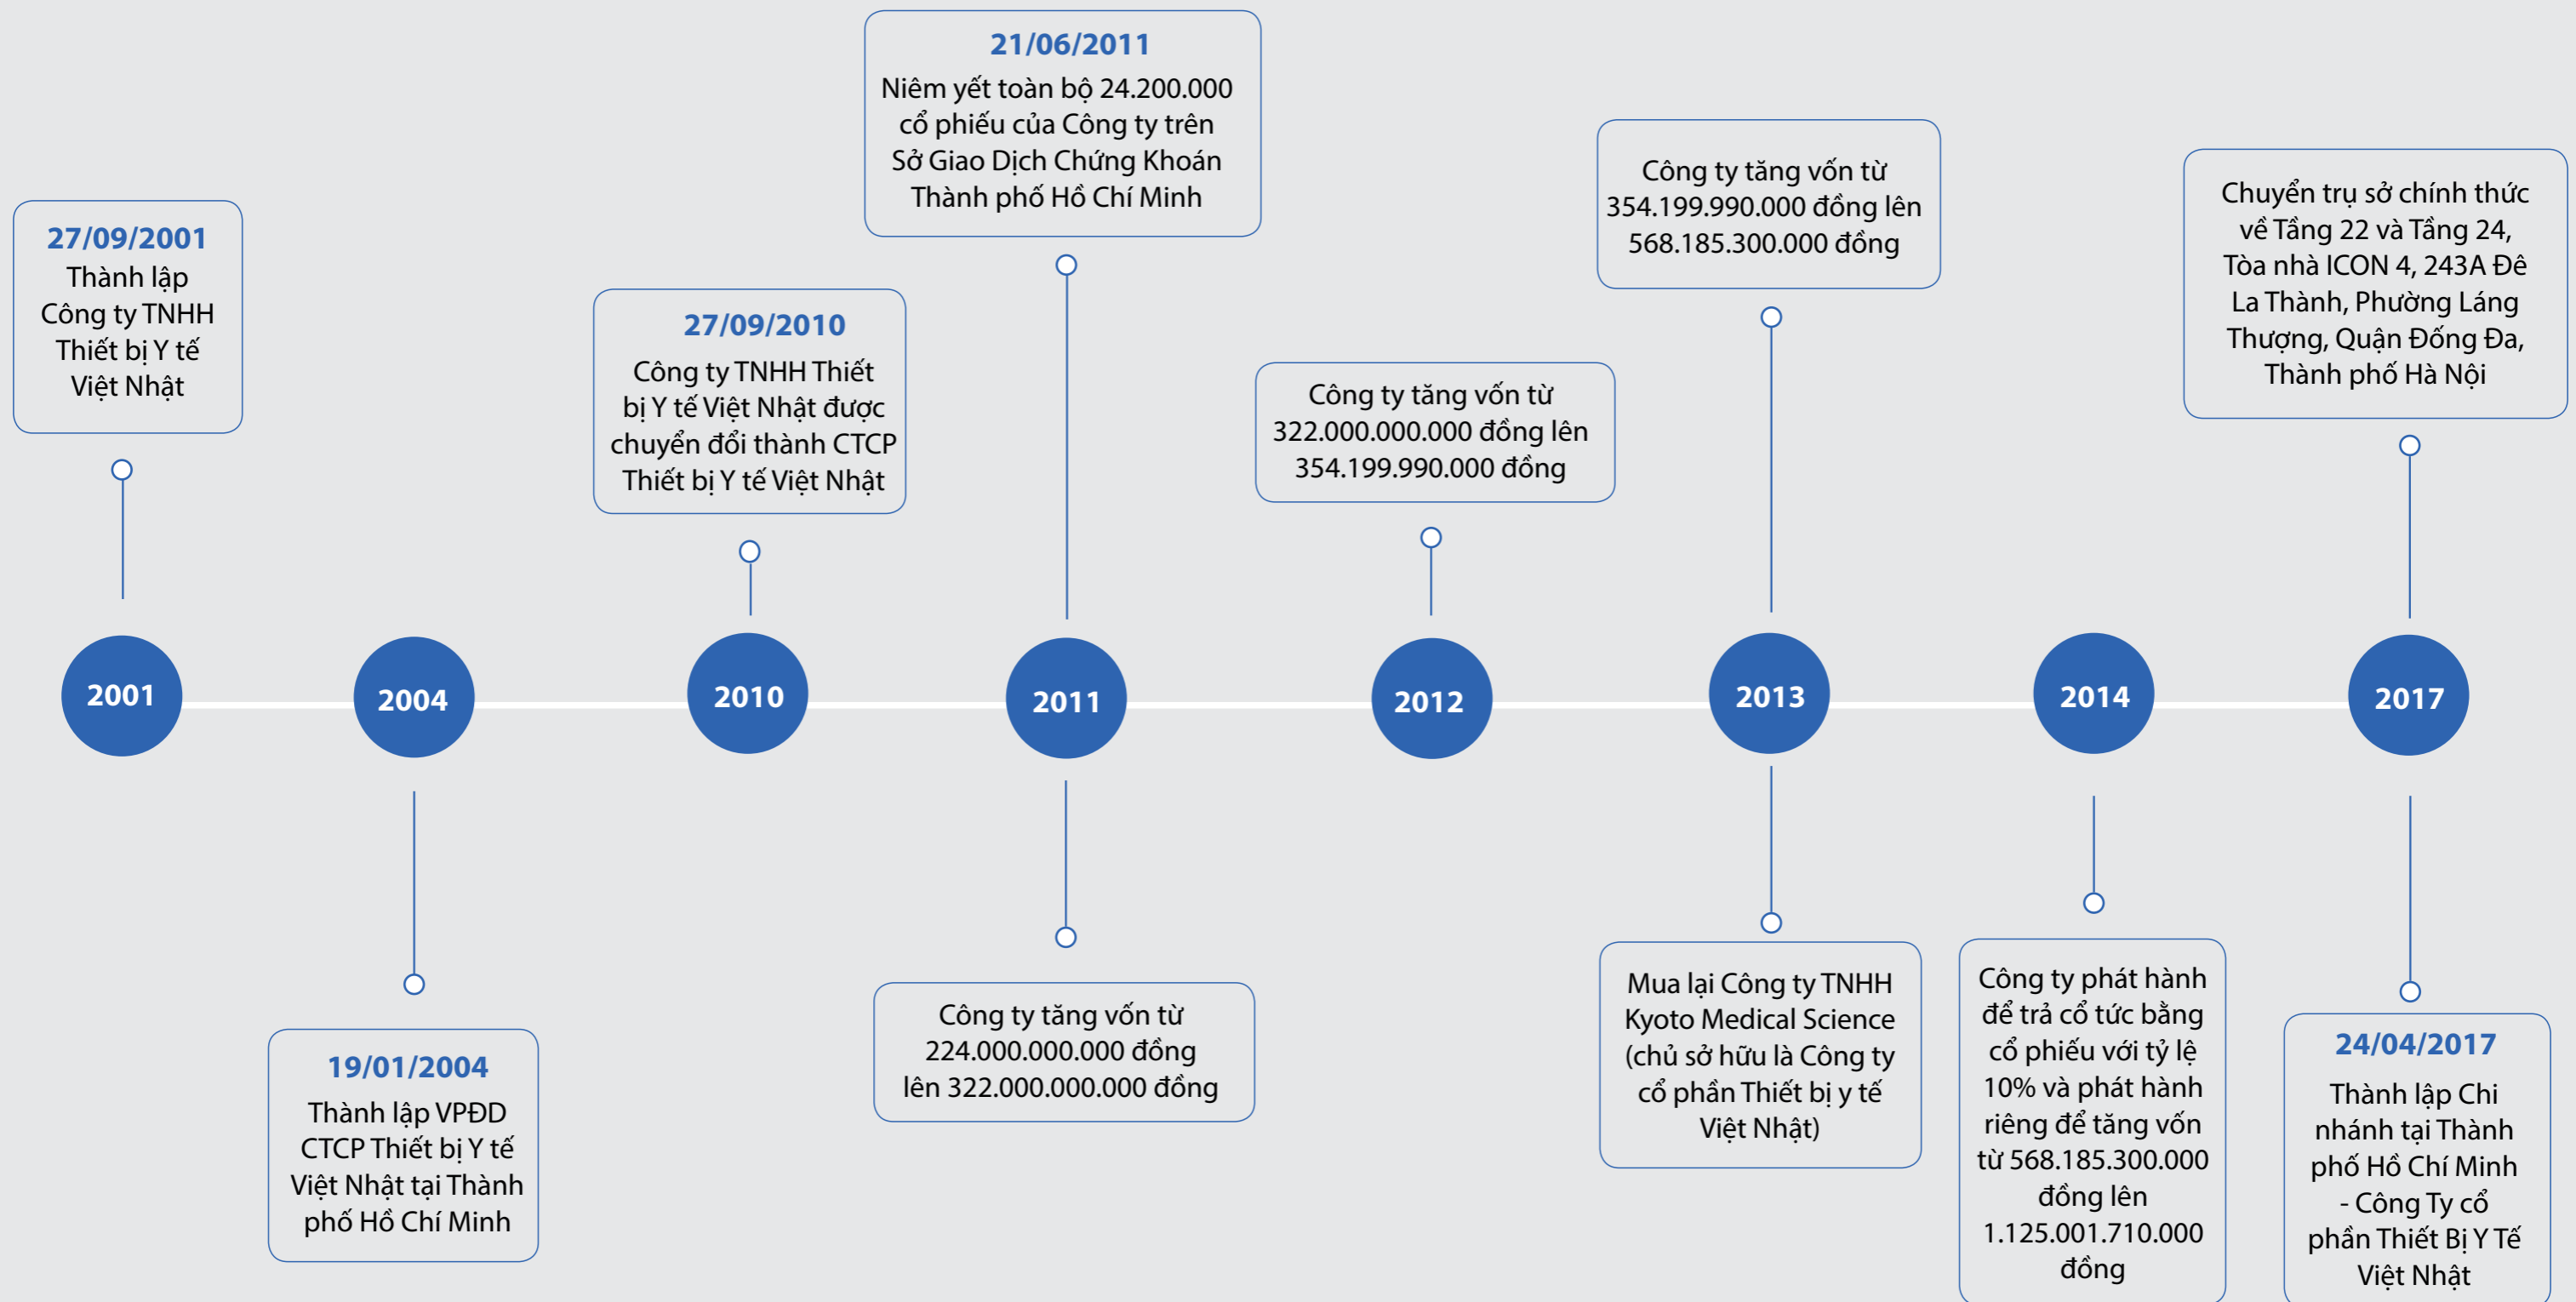 27/09/2001
Thành lập
Công ty TNHH
Thiết bị Y tế
Việt Nhật
27/09/2010
Công ty TNHH Thiết
bị Y tế Việt Nhật được
chuyển đổi thành CTCP
Thiết bị Y tế Việt Nhật
21/06/2011
Niêm yết toàn bộ 24.200.000
cổ phiếu của Công ty trên
Sở Giao Dịch Chứng Khoán
Thành phố Hồ Chí Minh
Công ty tăng vốn từ
322.000.000.000 đồng lên
354.199.990.000 đồng
Công ty tăng vốn từ
354.199.990.000 đồng lên
568.185.300.000 đồng
Chuyển trụ sở chính thức
về Tầng 22 và Tầng 24,
Tòa nhà ICON 4, 243A Đê
La Thành, Phường Láng
Thượng, Quận Đống Đa,
Thành phố Hà Nội
2001
2004
2010
2011
2012
2013
2014
2017
19/01/2004
Thành lập VPĐD
CTCP Thiết bị Y tế
Việt Nhật tại Thành
phố Hồ Chí Minh
Công ty tăng vốn từ
224.000.000.000 đồng
lên 322.000.000.000 đồng
Mua lại Công ty TNHH
Kyoto Medical Science
(chủ sở hữu là Công ty
cổ phần Thiết bị y tế
Việt Nhật)
Công ty phát hành
để trả cổ tức bằng
cổ phiếu với tỷ lệ
10% và phát hành
riêng để tăng vốn
từ 568.185.300.000
đồng lên
1.125.001.710.000
đồng
24/04/2017
Thành lập Chi
nhánh tại Thành
phố Hồ Chí Minh
- Công Ty cổ
phần Thiết Bị Y Tế
Việt Nhật